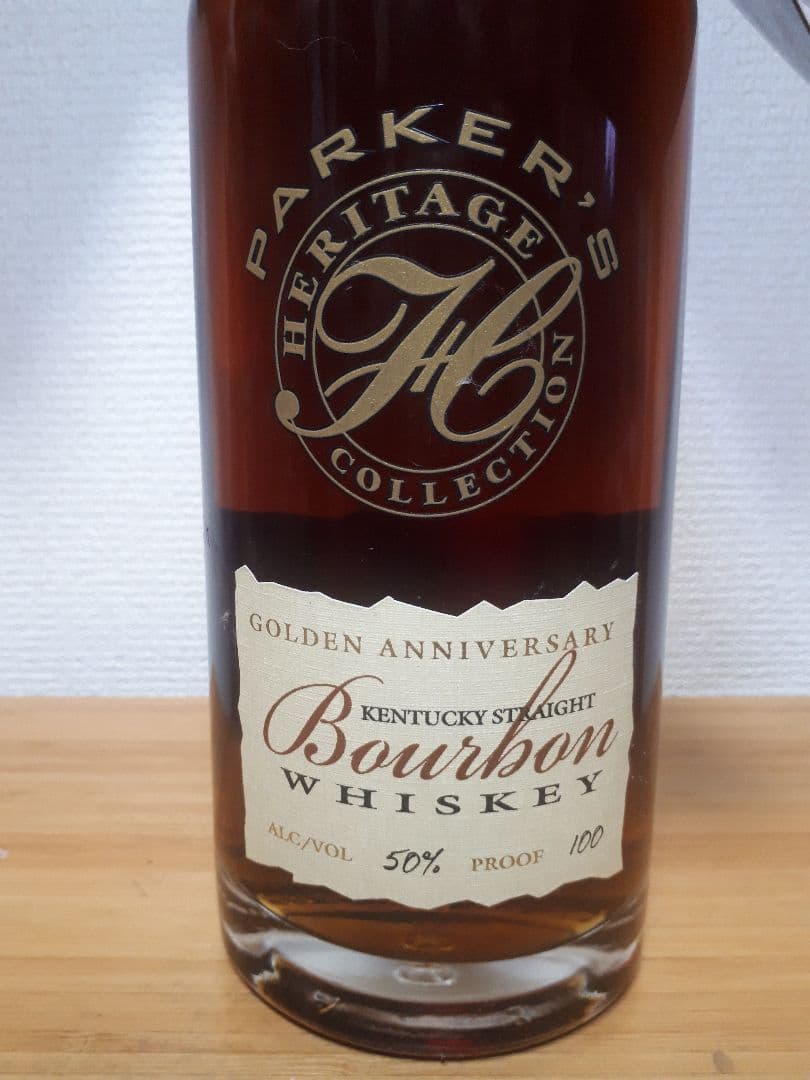 PARKER'S
HERITAGE
H
COLLECTION
GOLDEN ANNIVERSARY
KENTUCKY STRAIGHT
Bourbon
WHISKEY
ALC/VOL 50% PROOF 100